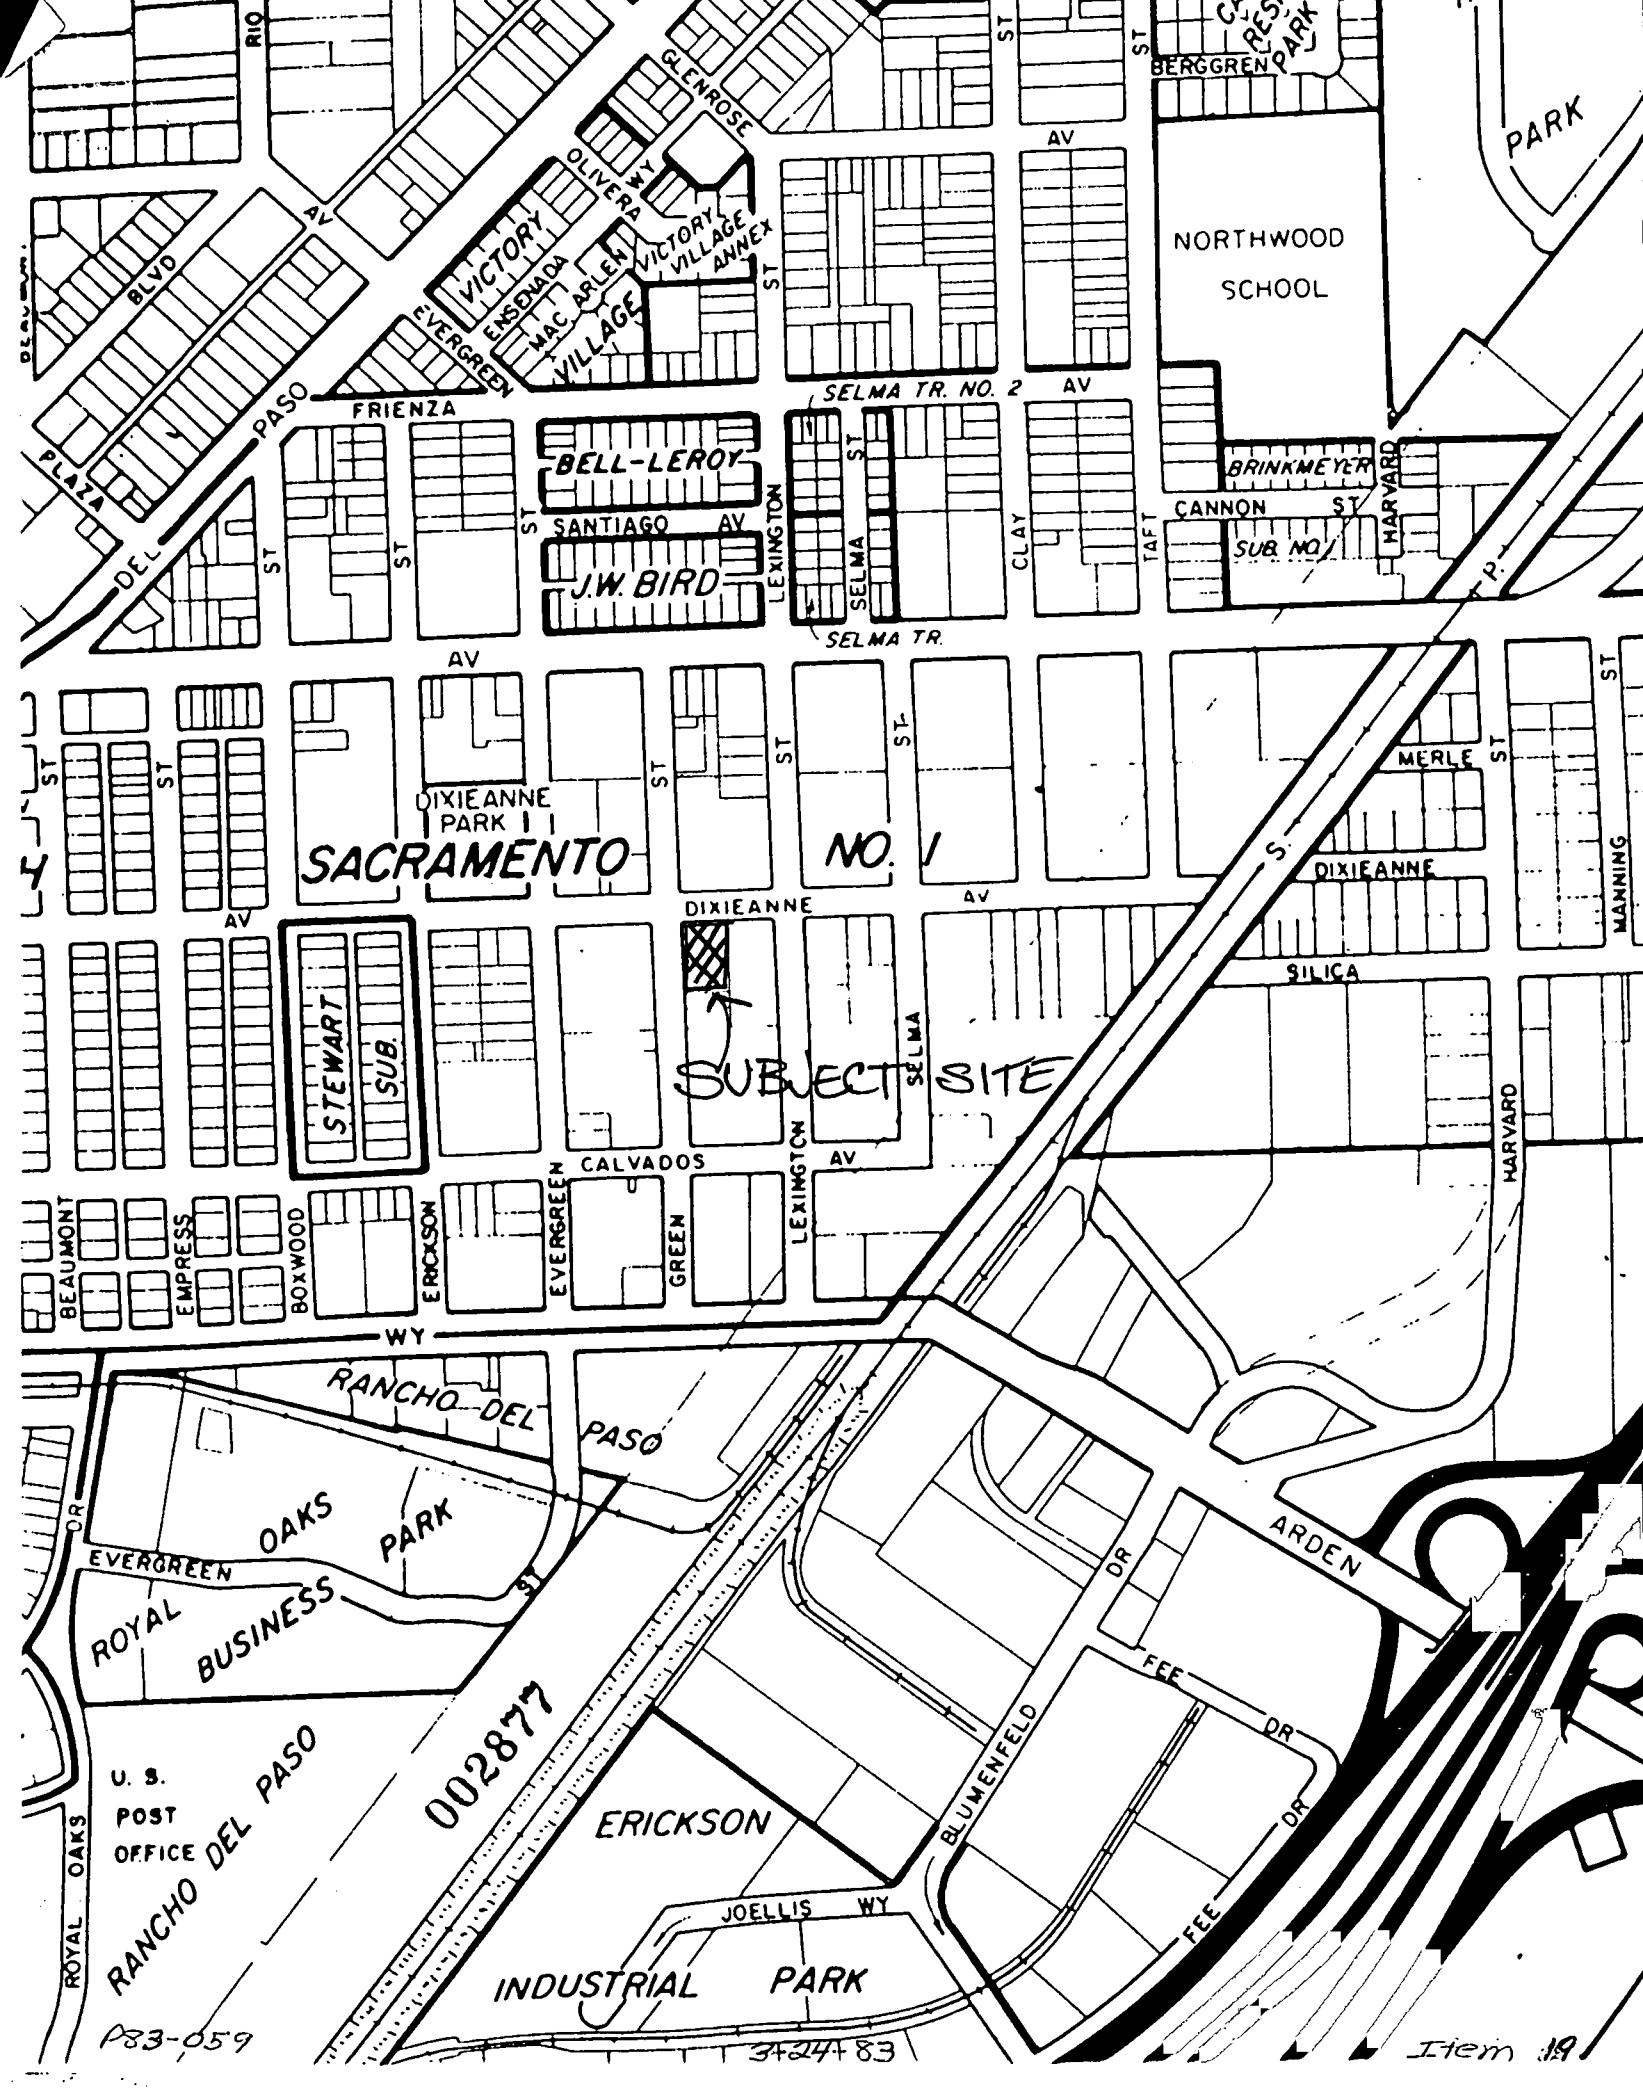 RIO
GLENROSE
ST
ST
BERGGREN
PARK
PARK
AV
OLIVERA
WY
AV
BLVD
VICTORY
VILLAGE
VICTORY
VILLAGE
ANNEX
ENSENADA
MAC ARLEN
EVERGREEN
ST
NORTHWOOD
SCHOOL
SELMA TR. NO. 2
AV
FRIENZA
DEL PASO
PLAZA
BELL-LEROY
BRINKMEYER
HARVARD
ST
SANTIAGO AV
CANNON ST
SUB. NO. 1
J.W. BIRD
LEXINGTON
SELMA
CLAY
TAFT
ST
ST
ST
S. P.
SELMA TR.
AV
ST
ST
ST
ST
ST
ST
ST
MERLE
DIXIEANNE
PARK
SACRAMENTO NO. 1
4
DIXIEANNE
MANNING
AV
DIXIEANNE
AV
SILICA
STEWART
SUB.
SUBJECT SITE
SELMA
HARVARD
CALVADOS AV
BEAUMONT
EMPRESS
BOXWOOD
ERICKSON
EVERGREEN
GREEN
LEXINGTON
WY
RANCHO DEL PASO
OAKS PARK
DR
EVERGREEN ST
ROYAL
BUSINESS
ARDEN
DR
FEE
DR
DR
FEE
BLUMENFELD
002877
U. S.
POST
OFFICE
RANCHO DEL PASO
ROYAL OAKS
ERICKSON
JOELLIS WY
INDUSTRIAL PARK
P83-059
3-24-83
Item 19